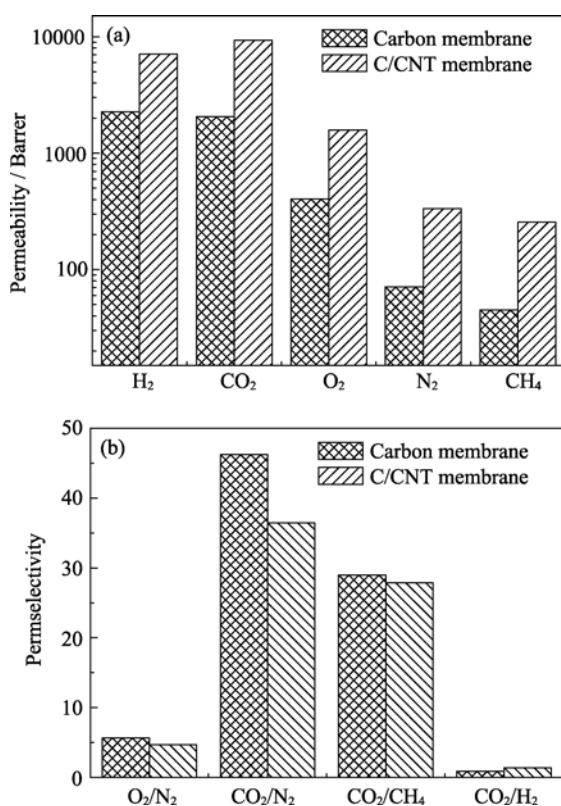 (a)
Carbon membrane
C/CNT membrane
10000
1000
100
Permeability / Barrer
H₂ CO₂ O₂ N₂ CH₄
(b)
Carbon membrane
C/CNT membrane
50
40
30
20
10
0
Permselectivity
O₂/N₂ CO₂/N₂ CO₂/CH₄ CO₂/H₂